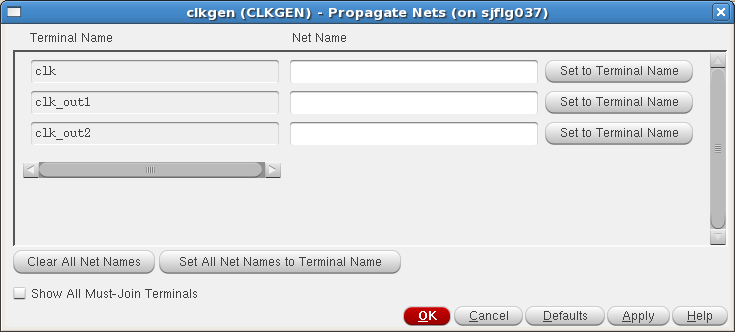 clkgen (CLKGEN) - Propagate Nets (on sjflg037)
Terminal Name Net Name
clk Set to Terminal Name
clk_out1 Set to Terminal Name
clk_out2 Set to Terminal Name
Clear All Net Names Set All Net Names to Terminal Name
Show All Must-Join Terminals
OK Cancel Defaults Apply Help